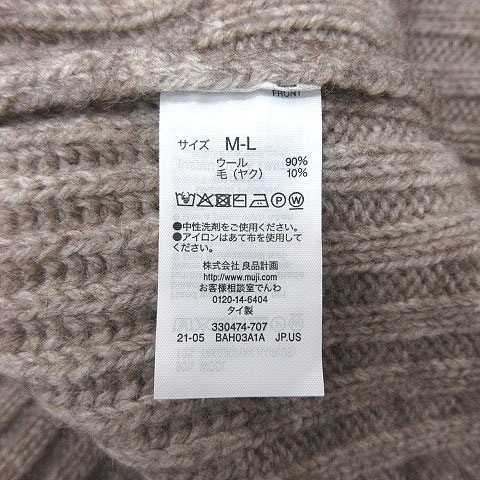 FRONT
サイズ M-L
ウール 90%
毛（ヤク） 10%
●中性洗剤をご使用ください。
●アイロンはあて布を使用して
ください。
株式会社 良品計画
http://www.muji.com/
お客様相談室でんわ
0120-14-6404
タイ製
330474-707
21-05 BAH03A1A JP.US